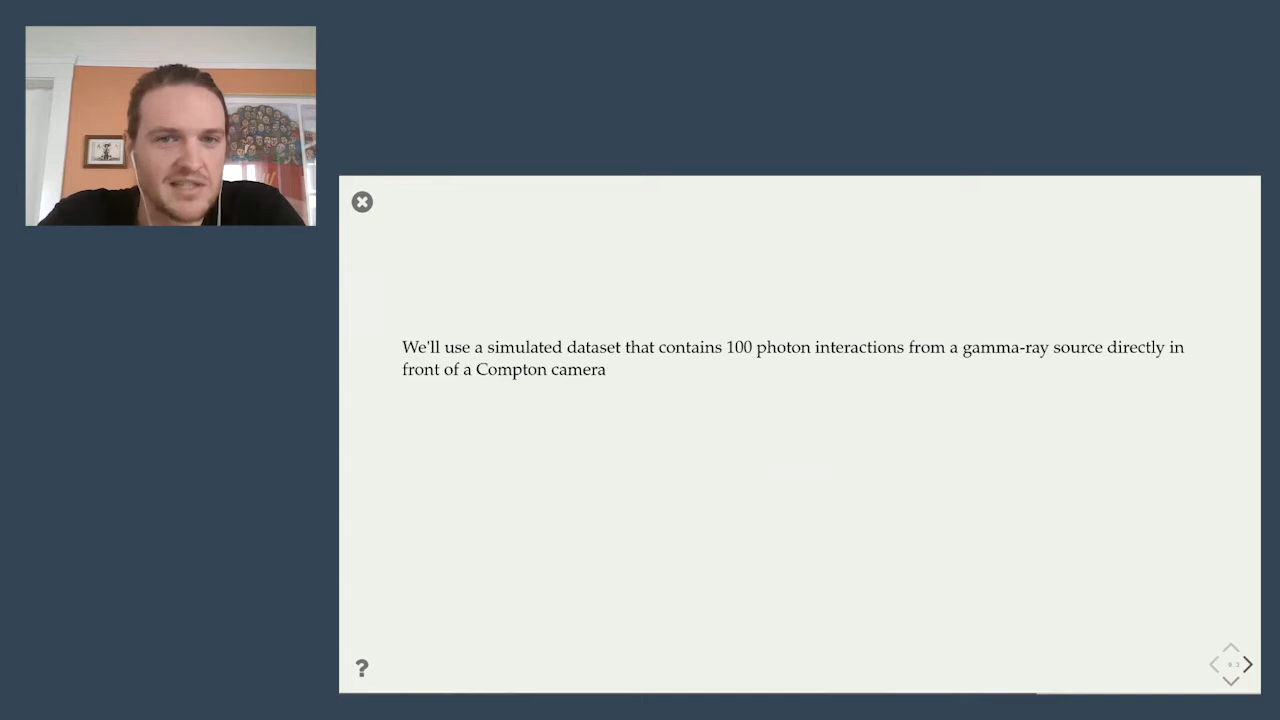 We'll use a simulated dataset that contains 100 photon interactions from a gamma-ray source directly in
front of a Compton camera
?